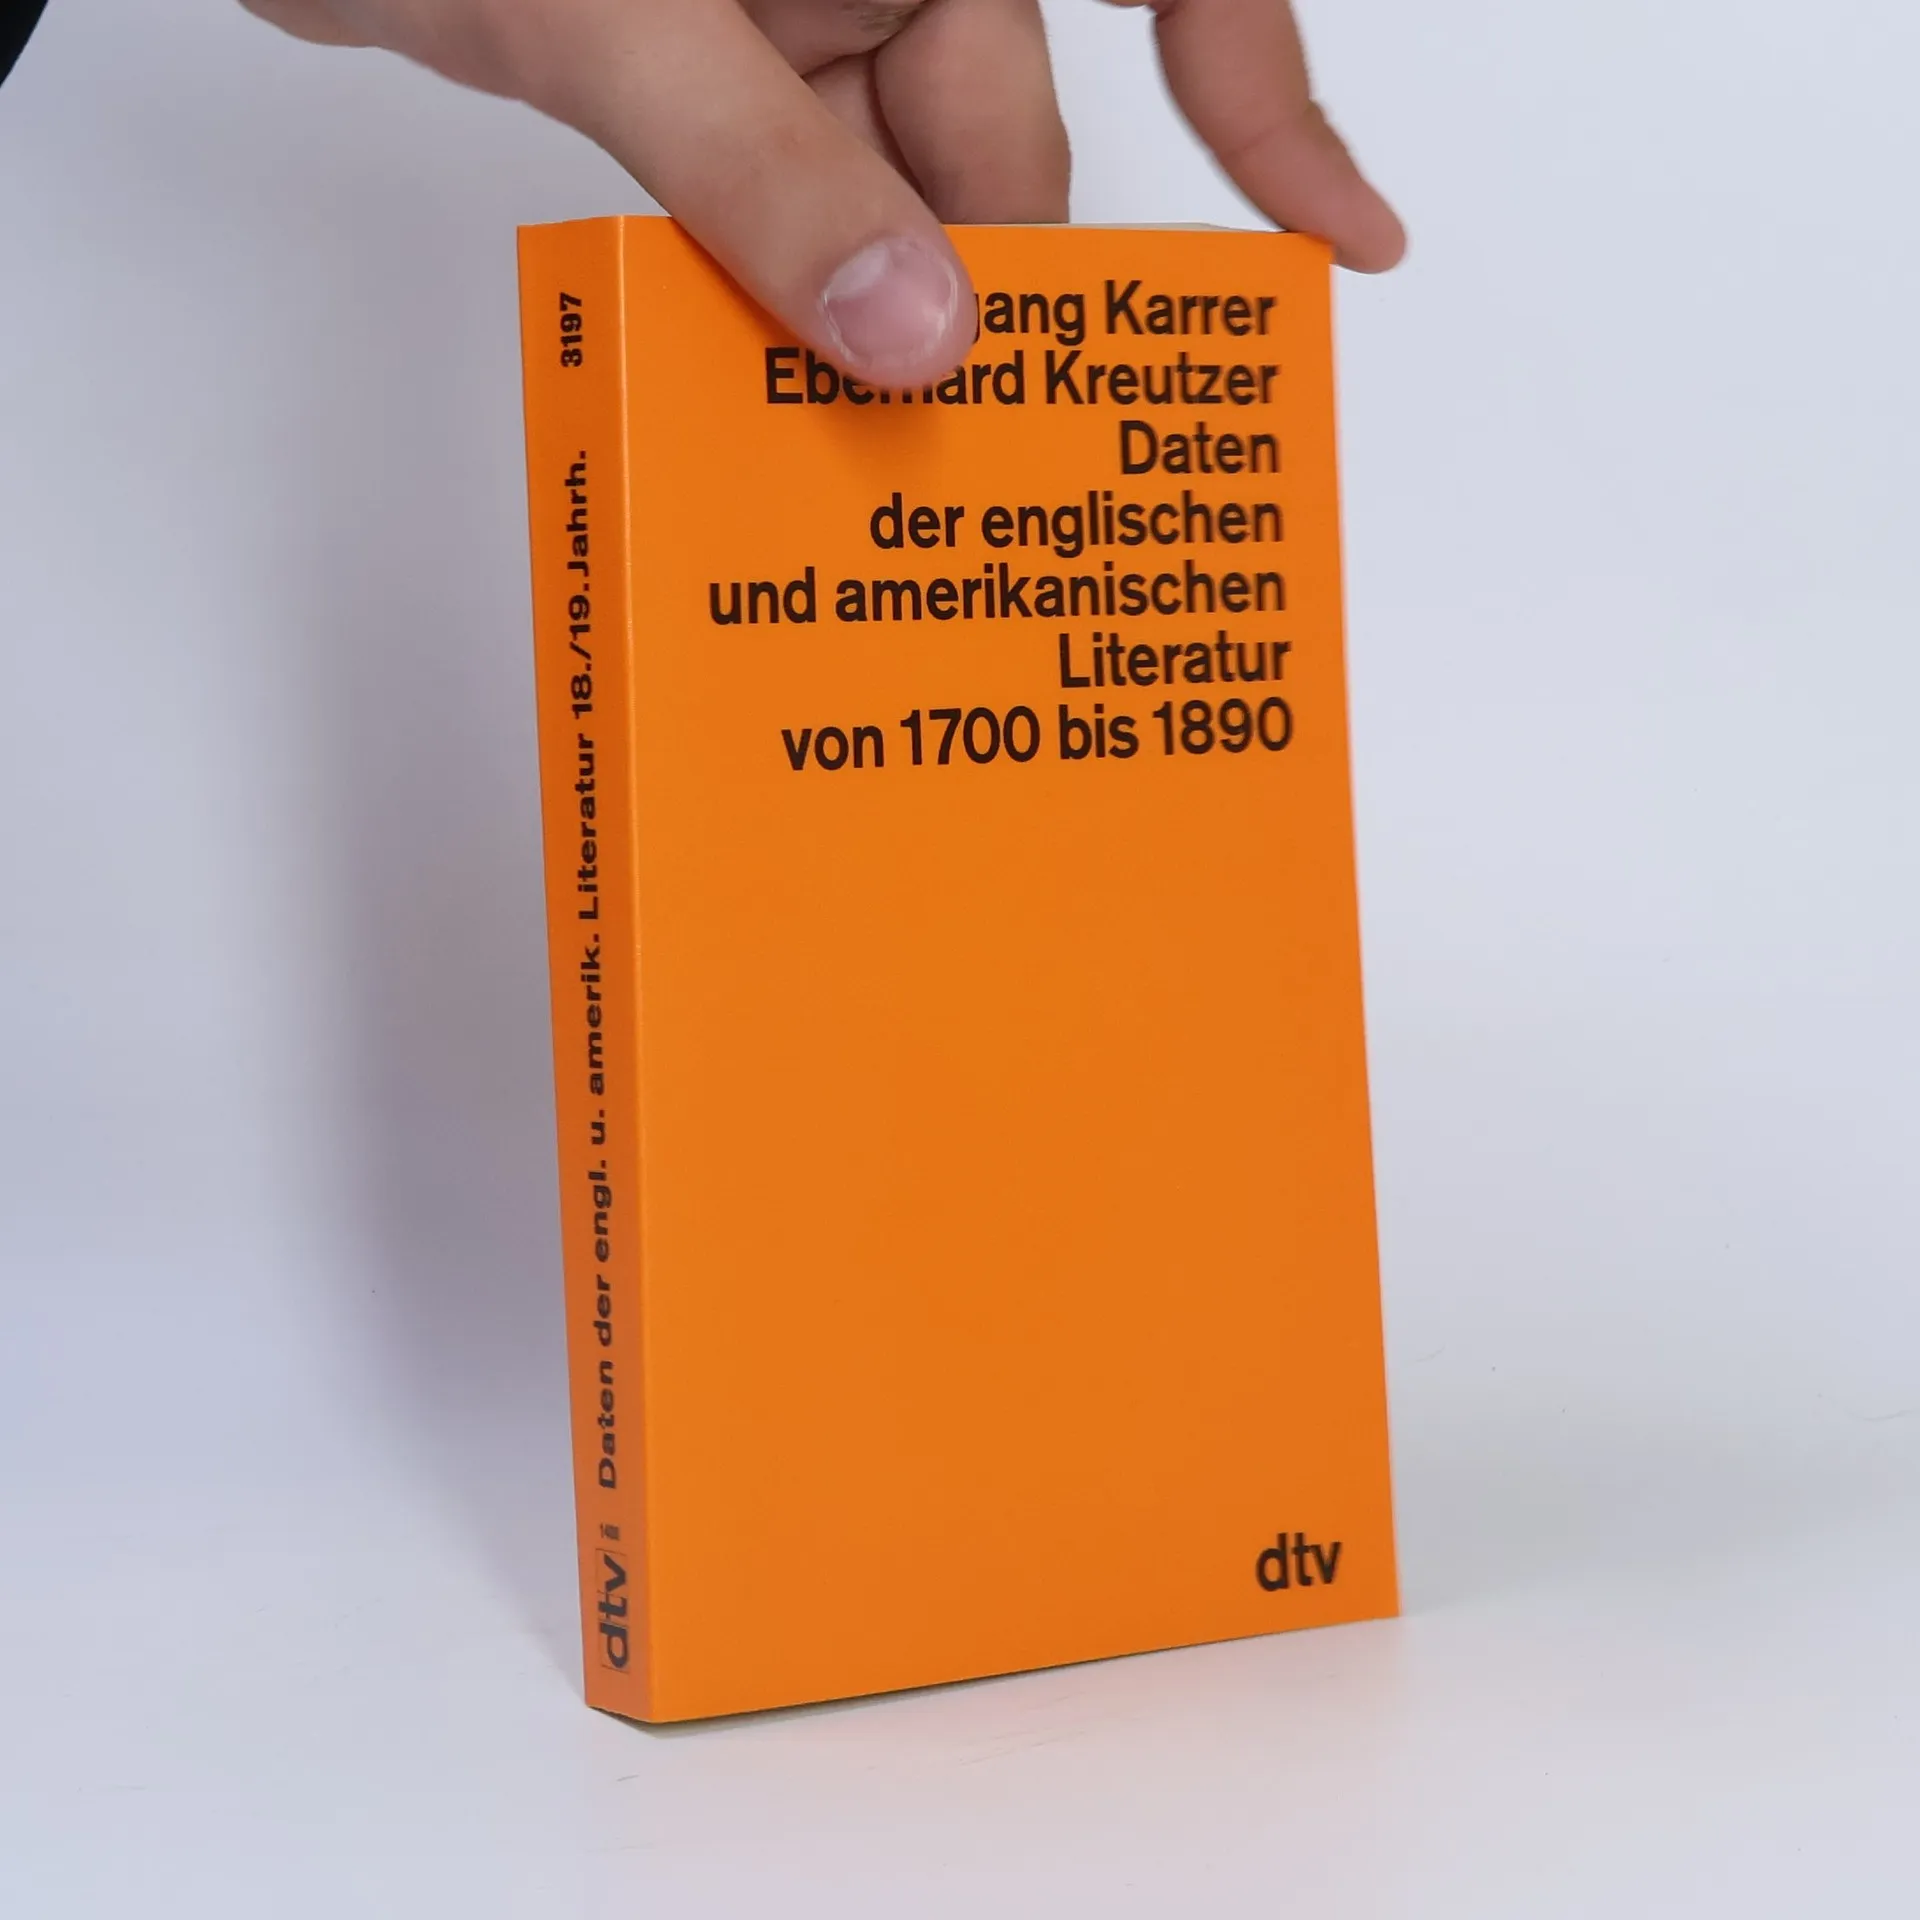 gang Karrer
Eberhard Kreutzer
Daten
der englischen
und amerikanischen
Literatur
von 1700 bis 1890
dtv
dtv Daten der engl. u. amerik. Literatur 18./19. Jahrh. 3197